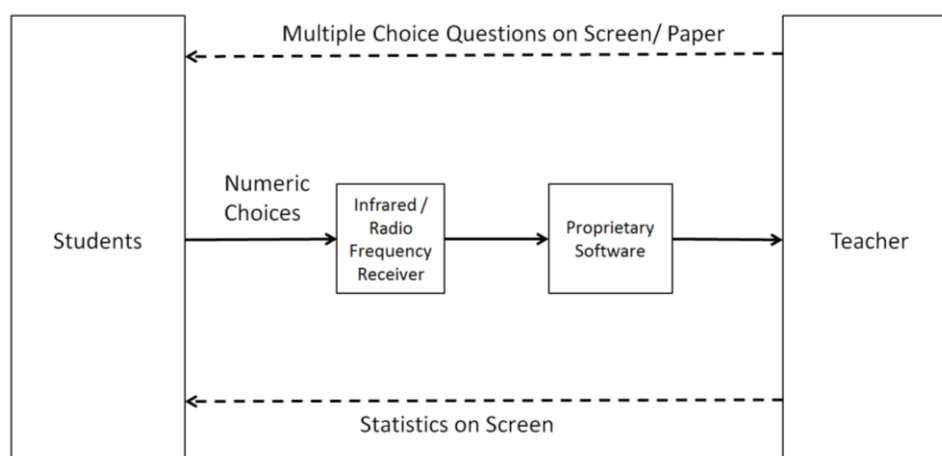 Multiple Choice Questions on Screen/ Paper
Numeric
Choices
Students
Infrared /
Radio
Frequency
Receiver
Proprietary
Software
Teacher
Statistics on Screen